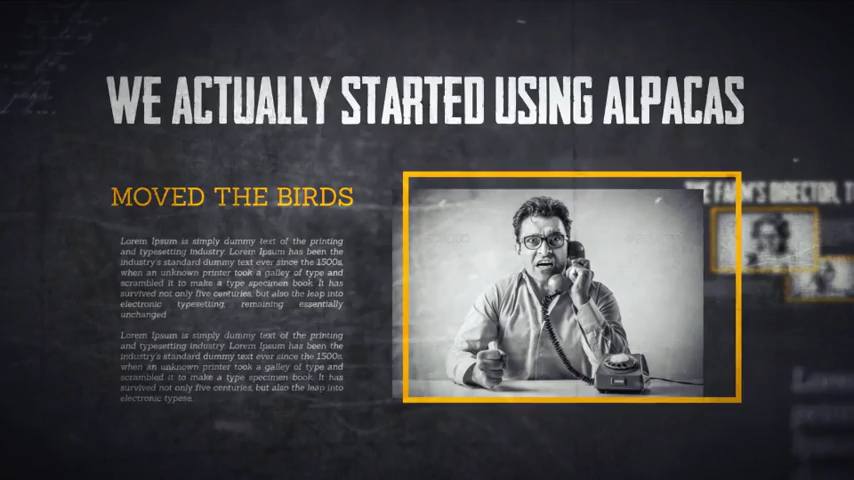 WE ACTUALLY STARTED USING ALPACAS
MOVED THE BIRDS
Lorem Ipsum is simply dummy text of the printing
and typesetting industry. Lorem Ipsum has been the
industry's standard dummy text ever since the 1500s,
when an unknown printer took a galley of type and
scrambled it to make a type specimen book. It has
survived not only five centuries, but also the leap into
electronic typesetting, remaining essentially
unchanged
Lorem Ipsum is simply dummy text of the printing
and typesetting industry. Lorem Ipsum has been the
industry's standard dummy text ever since the 1500s,
when an unknown printer took a galley of type and
scrambled it to make a type specimen book. It has
survived not only five centuries, but also the leap into
electronic typese.
THE FARM'S DIRECTOR, T